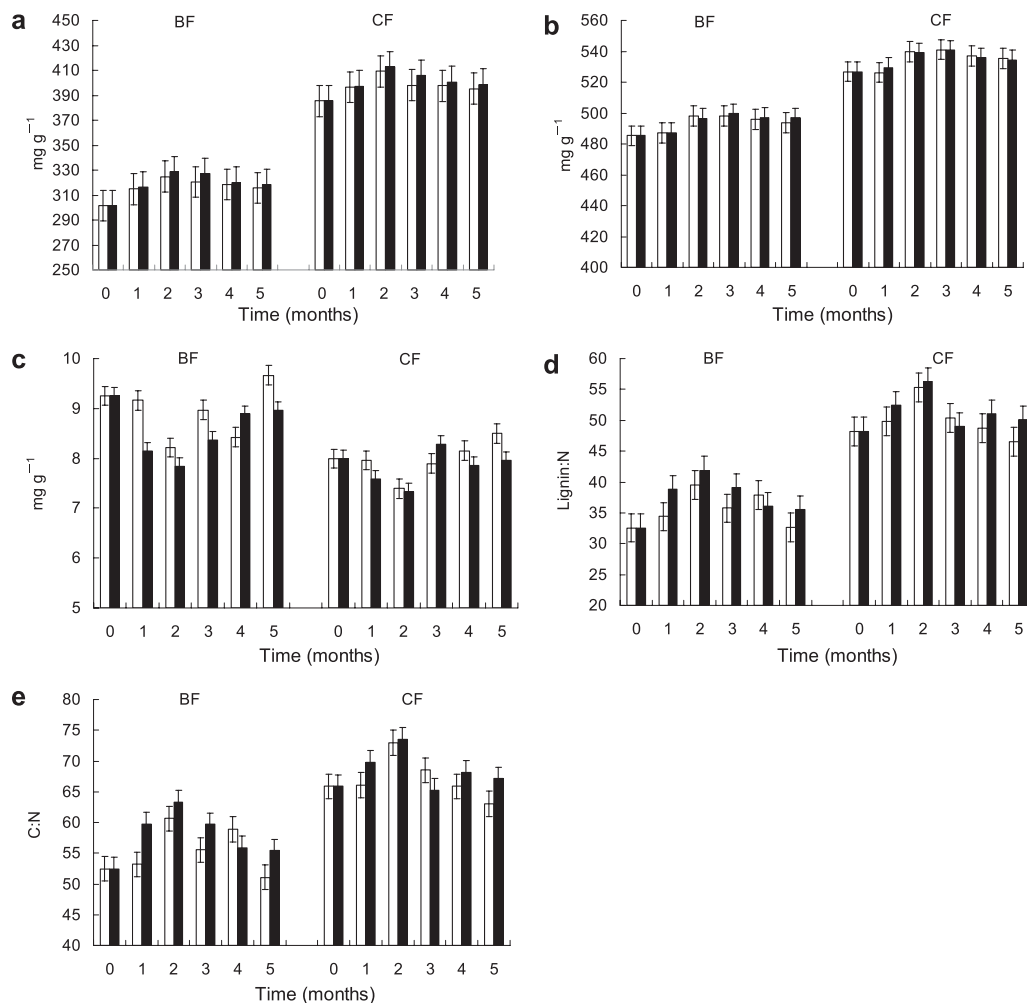 a
BF
CF
450
430
410
390
370
350
330
310
290
270
250
mg g⁻¹
0 1 2 3 4 5 0 1 2 3 4 5
Time (months)
b
BF
CF
560
540
520
500
480
460
440
420
400
mg g⁻¹
0 1 2 3 4 5 0 1 2 3 4 5
Time (months)
c
BF
CF
10
9
8
7
6
5
mg g⁻¹
0 1 2 3 4 5 0 1 2 3 4 5
Time (months)
d
BF
CF
60
55
50
45
40
35
30
25
20
Lignin:N
0 1 2 3 4 5 0 1 2 3 4 5
Time (months)
e
BF
CF
80
75
70
65
60
55
50
45
40
C:N
0 1 2 3 4 5 0 1 2 3 4 5
Time (months)